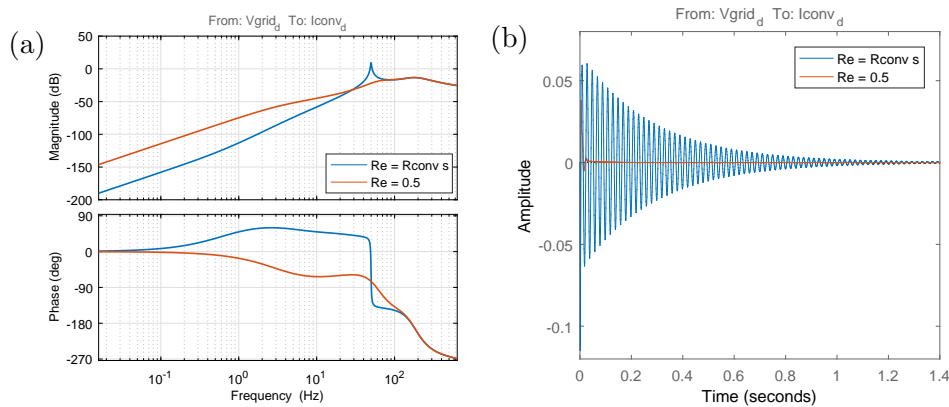 (a)
From: Vgrid_d To: Iconv_d
Magnitude (dB)
50
0
-50
-100
-150
-200
Re = Rconv s
Re = 0.5
Phase (deg)
90
0
-90
-180
-270
10^-1
10^0
10^1
10^2
Frequency (Hz)
(b)
From: Vgrid_d To: Iconv_d
Amplitude
0.05
0
-0.05
-0.1
Re = Rconv s
Re = 0.5
0 0.2 0.4 0.6 0.8 1 1.2 1.4
Time (seconds)